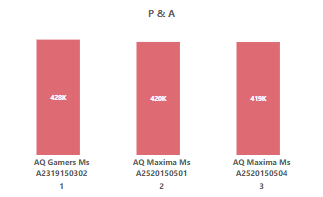 P & A
428K
420K
419K
AQ Gamers Ms
A2319150302
1
AQ Maxima Ms
A2520150501
2
AQ Maxima Ms
A2520150504
3